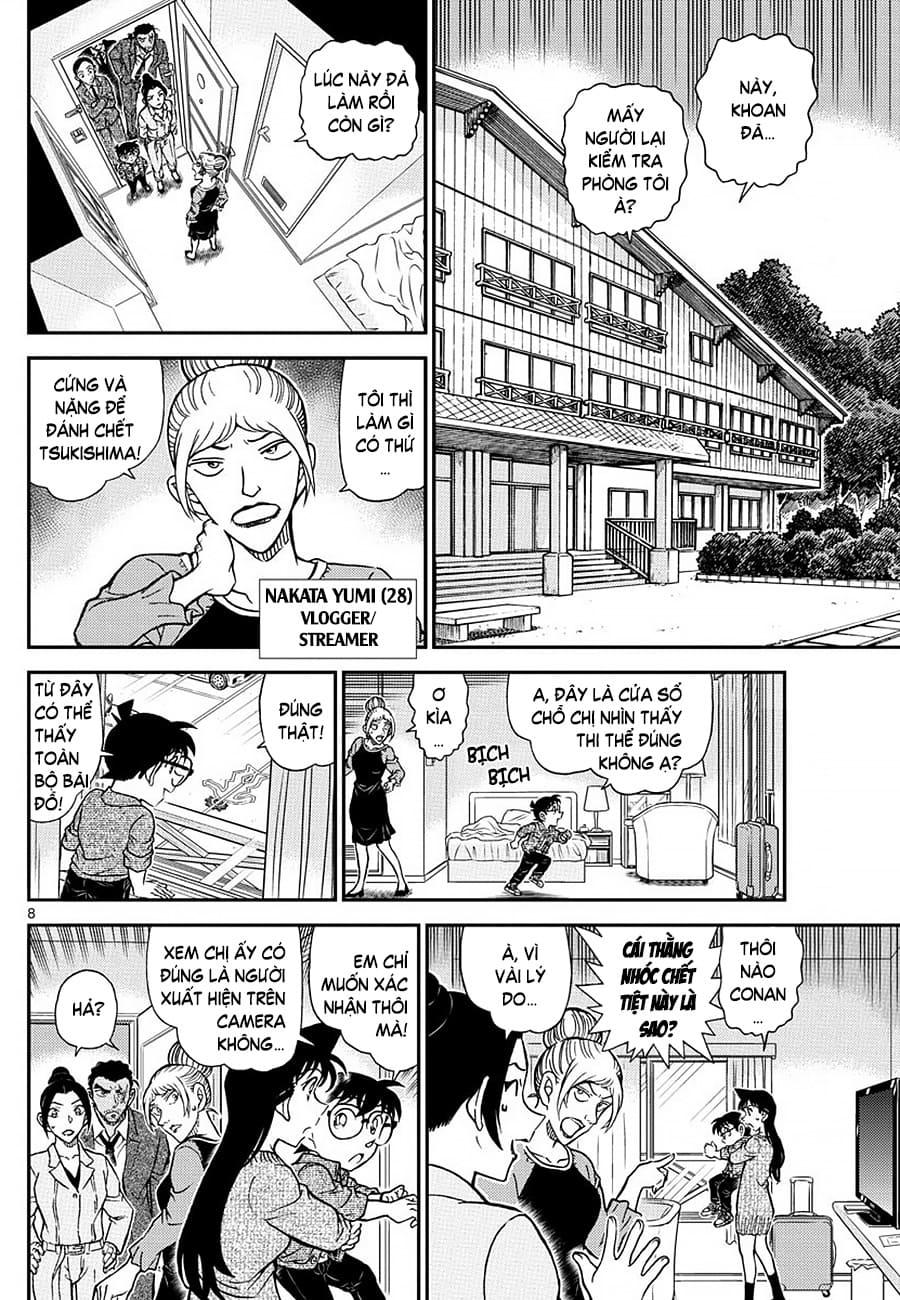 NÀY,
KHOAN
ĐÃ...
MẤY
NGƯỜI LẠI
KIỂM TRA
PHÒNG TÔI
À?
LÚC NÃY ĐÃ
LÀM RỒI
CÒN GÌ?
TÔI THÌ
LÀM GÌ
CÓ THỨ
...
CỨNG VÀ
NẶNG ĐỂ
ĐÁNH CHẾT
TSUKISHIMA!
NAKATA YUMI (28)
VLOGGER/
STREAMER
A, ĐÂY LÀ CỬA SỔ
CHỖ CHỊ NHÌN THẤY
THI THỂ ĐÚNG
KHÔNG Ạ?
BỊCH
BỊCH
Ơ
KÌA
...
ĐÚNG
THẬT!
TỪ ĐÂY
CÓ THỂ
THẤY
TOÀN
BỘ BÃI
ĐỖ!
8
THÔI
NÀO
CONAN
...
CÁI THẰNG
NHÓC CHẾT
TIỆT NÀY LÀ
SAO?
À, VÌ
VÀI LÝ
DO...
EM CHỈ
MUỐN XÁC
NHẬN THÔI
MÀ!
XEM CHỊ ẤY CÓ
ĐÚNG LÀ NGƯỜI
XUẤT HIỆN TRÊN
CAMERA
KHÔNG...
HẢ?